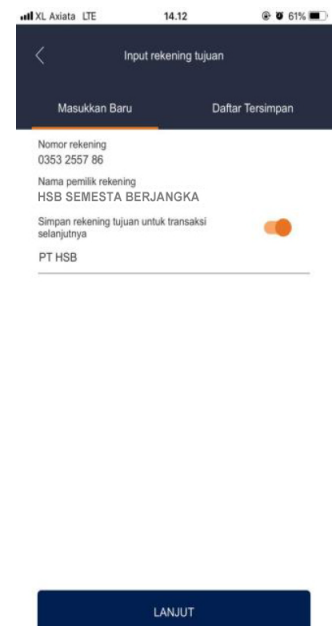 XL Axiata LTE 14.12 61%
Input rekening tujuan
Masukkan Baru Daftar Tersimpan
Nomor rekening
0353 2557 86
Nama pemilik rekening
HSB SEMESTA BERJANGKA
Simpan rekening tujuan untuk transaksi
selanjutnya
PT HSB
LANJUT